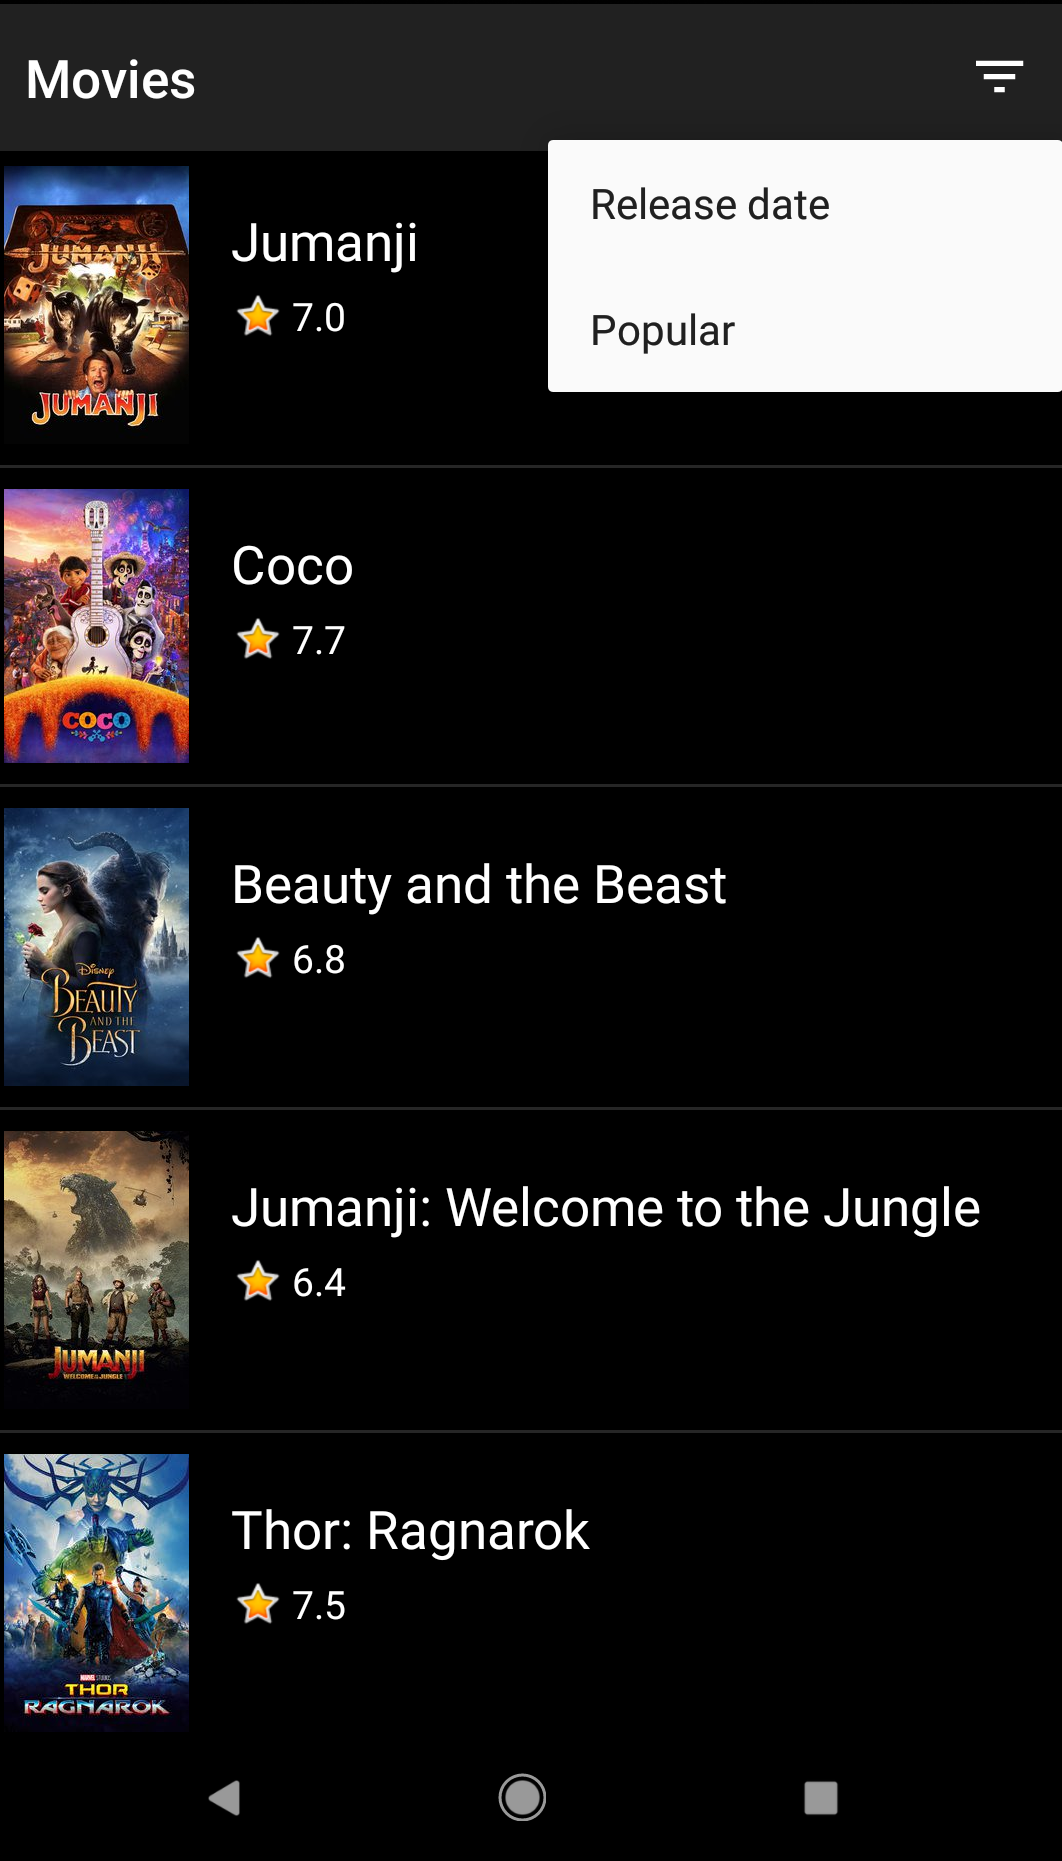 Movies
Release date
Popular
Jumanji
7.0
JUMANJI
JUMANJI
Coco
7.7
COCO
Beauty and the Beast
6.8
Disney
BEAUTY
AND THE
BEAST
Jumanji: Welcome to the Jungle
6.4
JUMANJI
WELCOME TO THE JUNGLE
Thor: Ragnarok
7.5
MARVEL STUDIOS
THOR
RAGNAROK